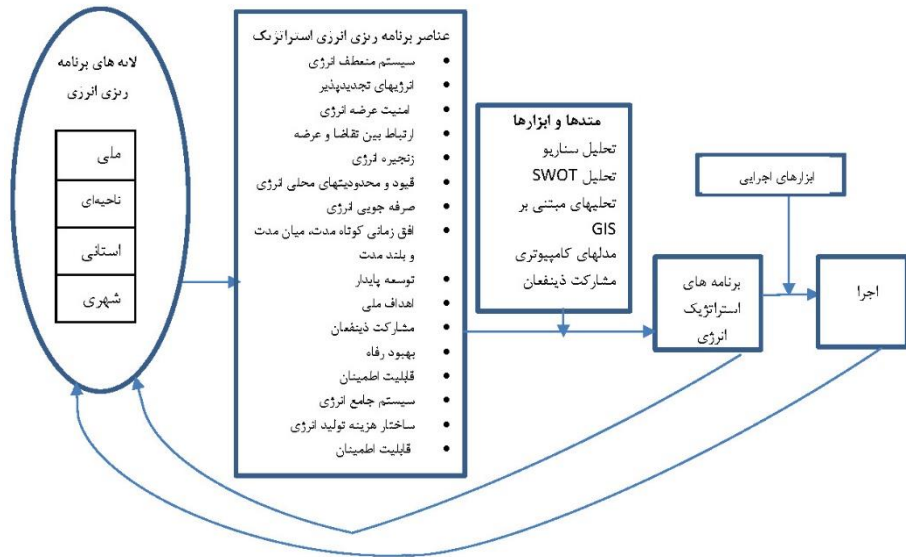 لایه های برنامه
ریزی انرژی
ملی
ناحیه‌ای
استانی
شهری
عناصر برنامه ریزی انرژی استراتژیک
• سیستم منعطف انرژی
• انرژیهای تجدیدپذیر
• امنیت عرضه انرژی
• ارتباط بین تقاضا و عرضه
• زنجیره انرژی
• قیود و محدودیتهای محلی انرژی
• صرفه جویی انرژی
• افق زمانی کوتاه مدت، میان مدت
و بلند مدت
• توسعه پایدار
• اهداف ملی
• مشارکت ذینفعان
• بهبود رفاه
• قابلیت اطمینان
• سیستم جامع انرژی
• ساختار هزینه تولید انرژی
• قابلیت اطمینان
متدها و ابزارها
تحلیل سناریو
تحلیل SWOT
تحلیهای مبتنی بر
GIS
مدلهای کامپیوتری
مشارکت ذینفعان
برنامه های
استراتژیک
انرژی
ابزارهای اجرایی
اجرا